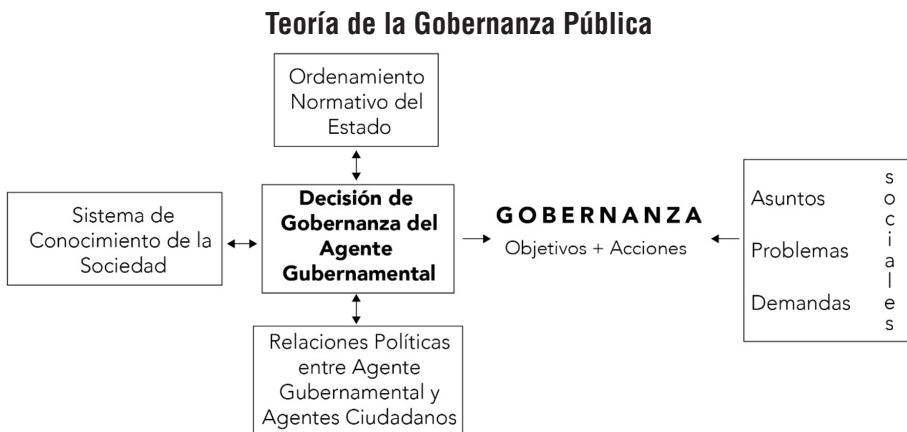 Teoría de la Gobernanza Pública
Ordenamiento
Normativo del
Estado
Sistema de
Conocimiento de la
Sociedad
Decisión de
Gobernanza del
Agente
Gubernamental
GOBERNANZA
Objetivos + Acciones
Asuntos
Problemas
Demandas
sociales
Relaciones Políticas
entre Agente
Gubernamental y
Agentes Ciudadanos